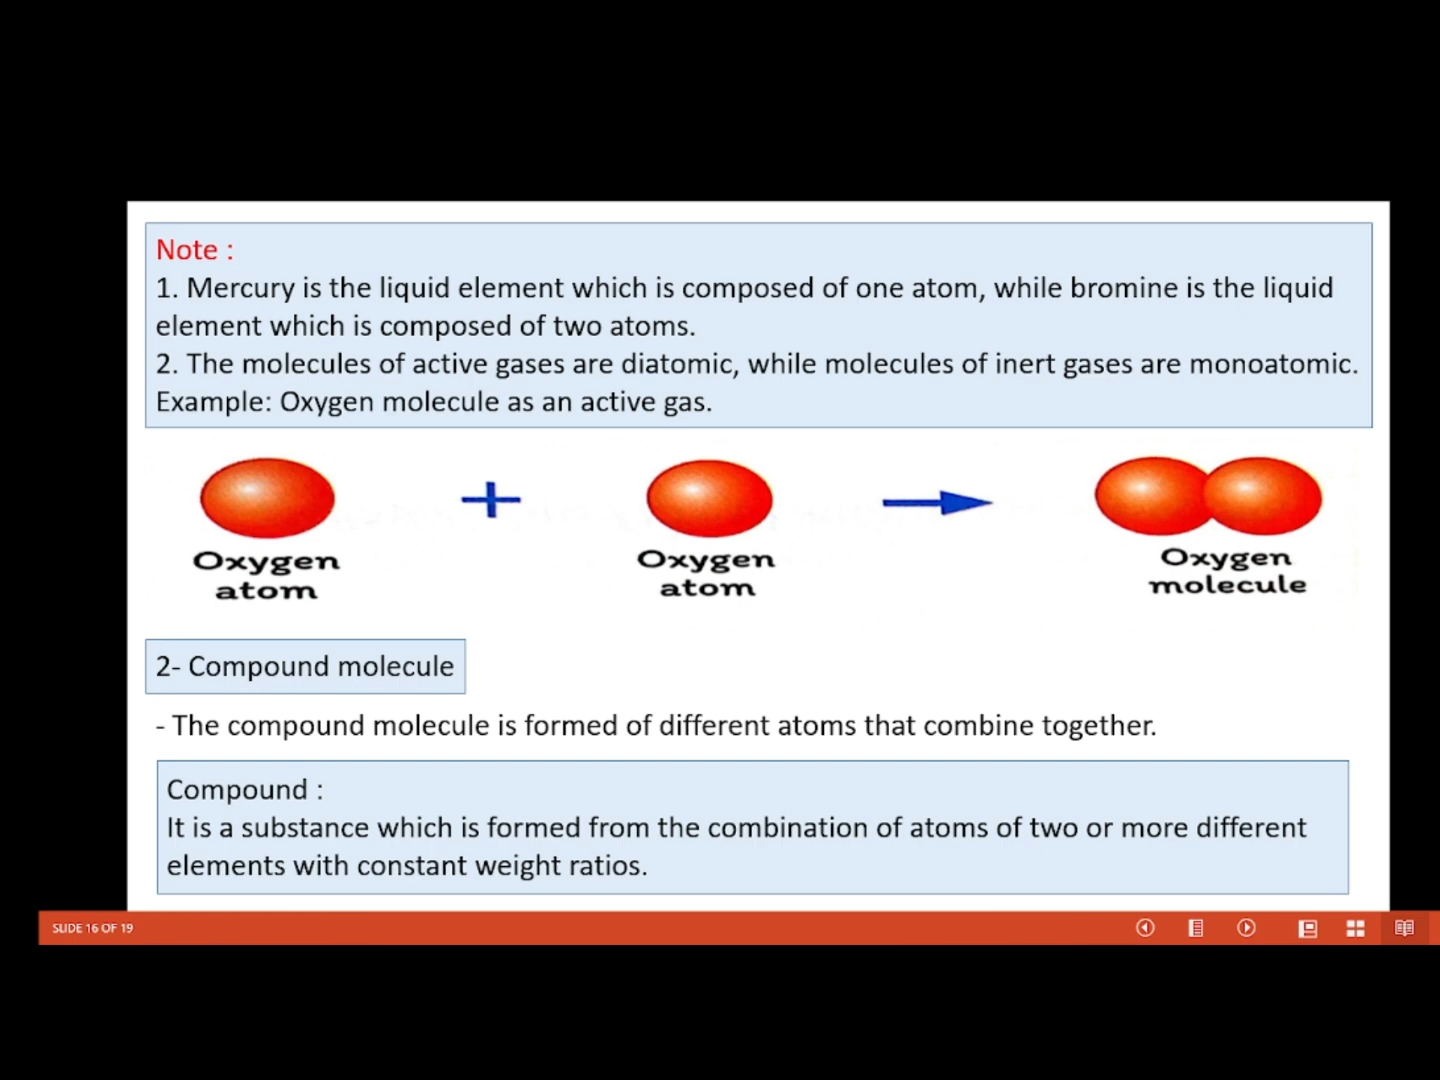 Note :
1. Mercury is the liquid element which is composed of one atom, while bromine is the liquid
element which is composed of two atoms.
2. The molecules of active gases are diatomic, while molecules of inert gases are monoatomic.
Example: Oxygen molecule as an active gas.
Oxygen
atom
Oxygen
atom
Oxygen
molecule
2- Compound molecule
- The compound molecule is formed of different atoms that combine together.
Compound :
It is a substance which is formed from the combination of atoms of two or more different
elements with constant weight ratios.
SLIDE 16 OF 19